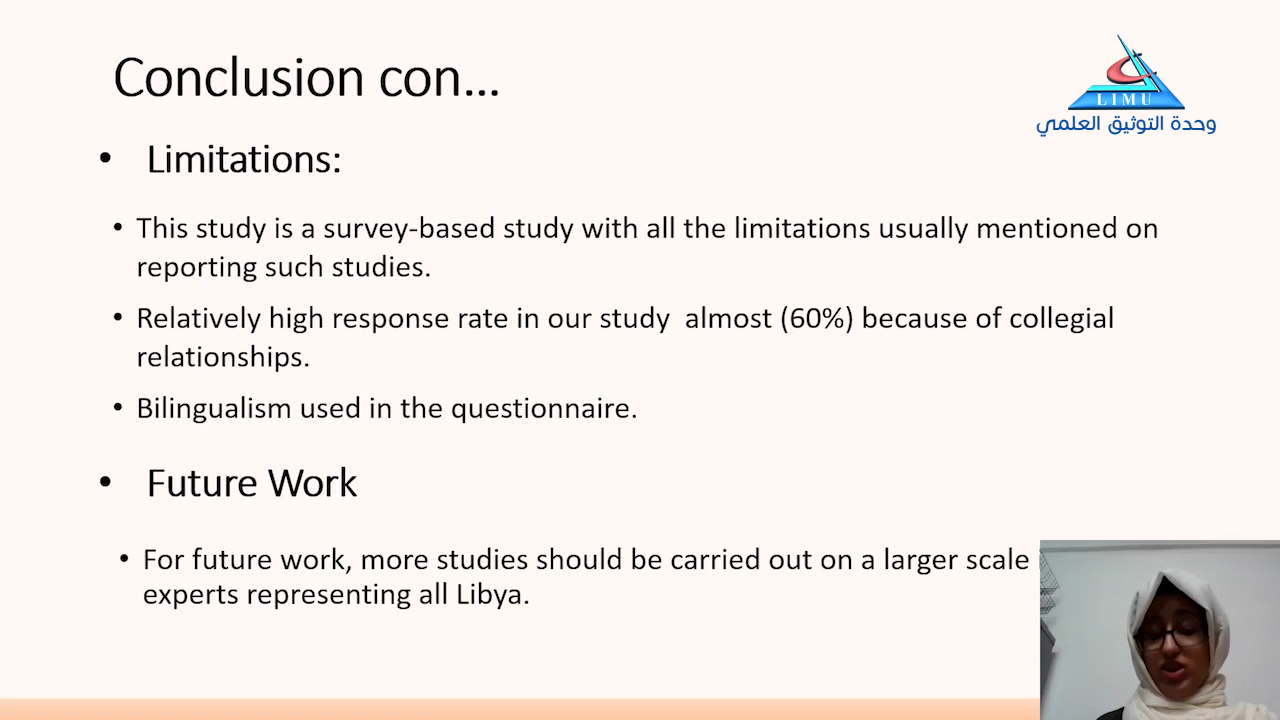 Conclusion con...
LIMU
وحدة التوثيق العلمي
• Limitations:
• This study is a survey-based study with all the limitations usually mentioned on
reporting such studies.
• Relatively high response rate in our study almost (60%) because of collegial
relationships.
• Bilingualism used in the questionnaire.
• Future Work
• For future work, more studies should be carried out on a larger scale
experts representing all Libya.